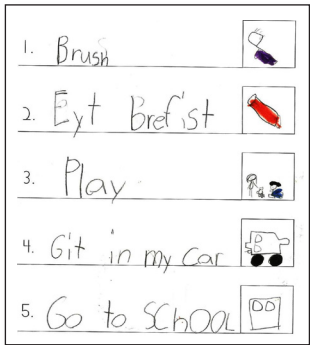 1. Brush
2. Eyt Brefist
3. Play
4. Git in my Car
5. Go to SChOOL